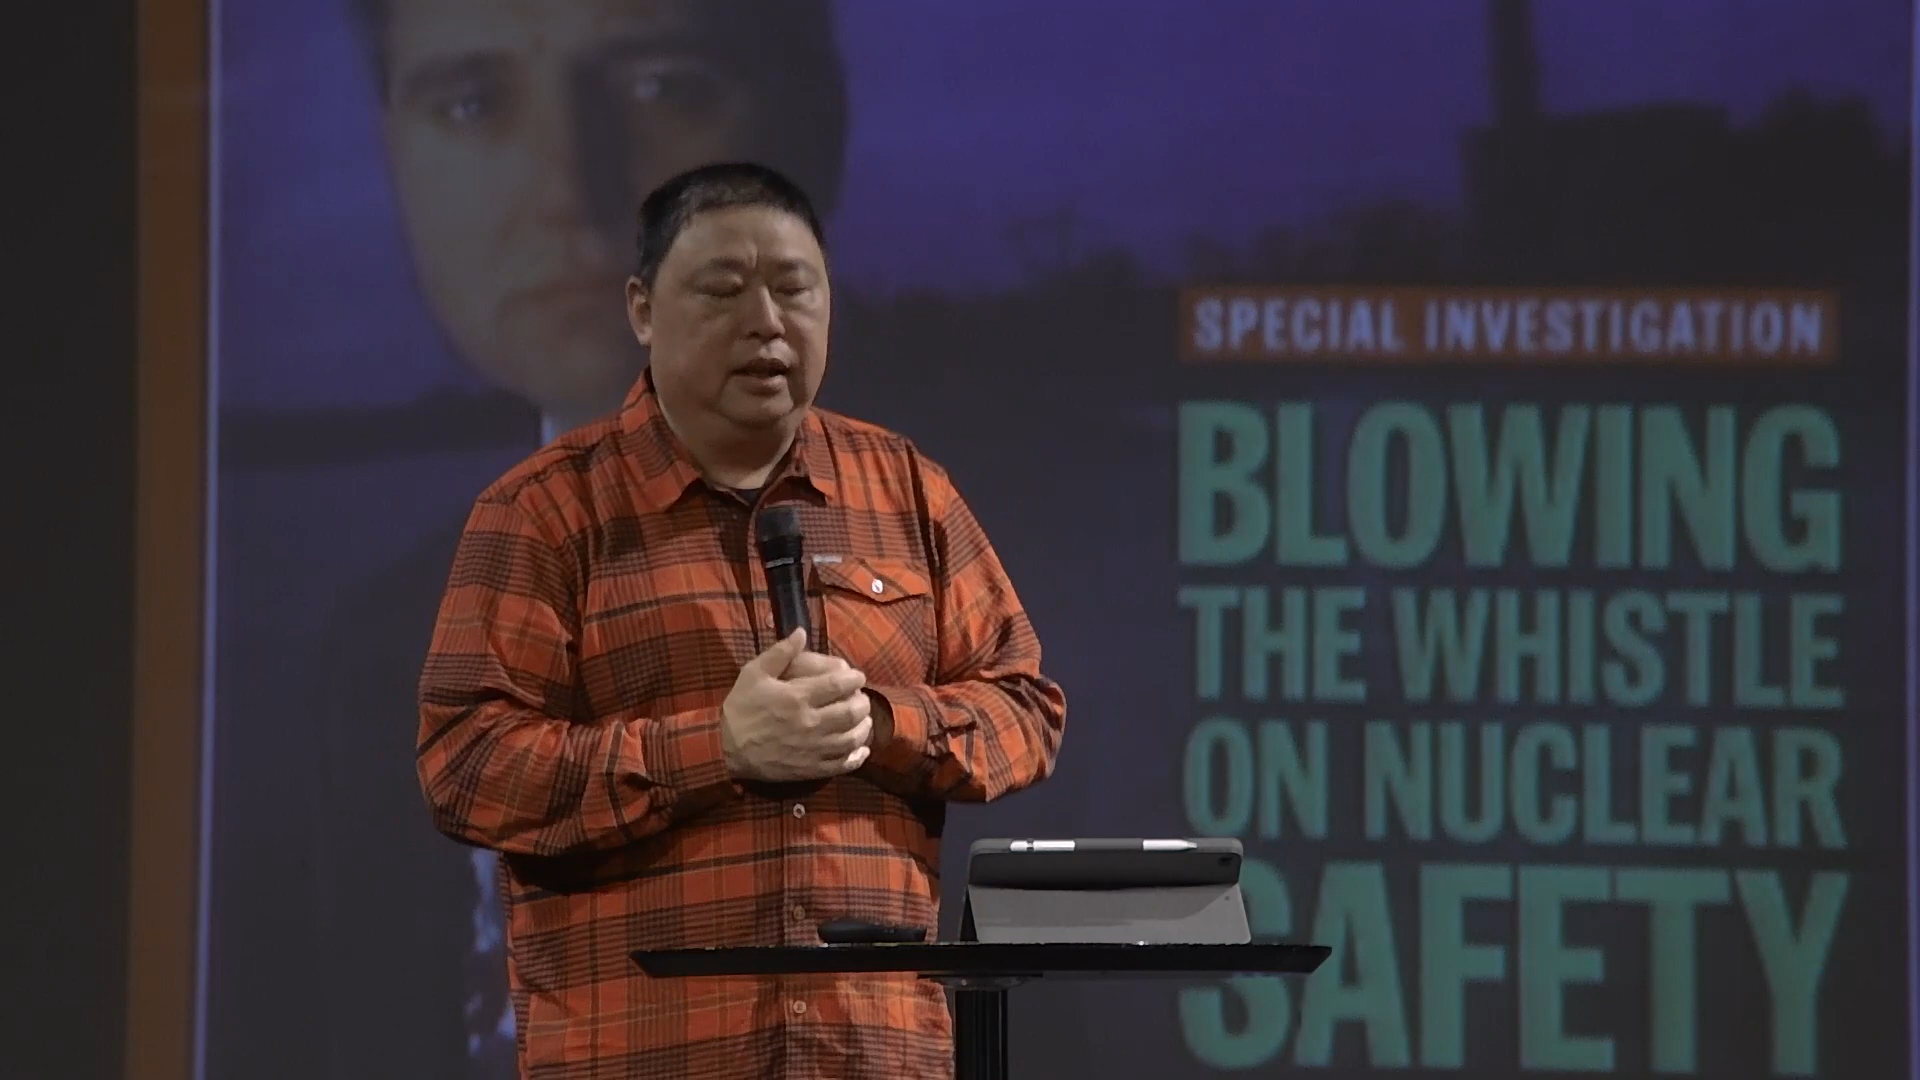 SPECIAL INVESTIGATION
BLOWING
THE WHISTLE
ON NUCLEAR
SAFETY